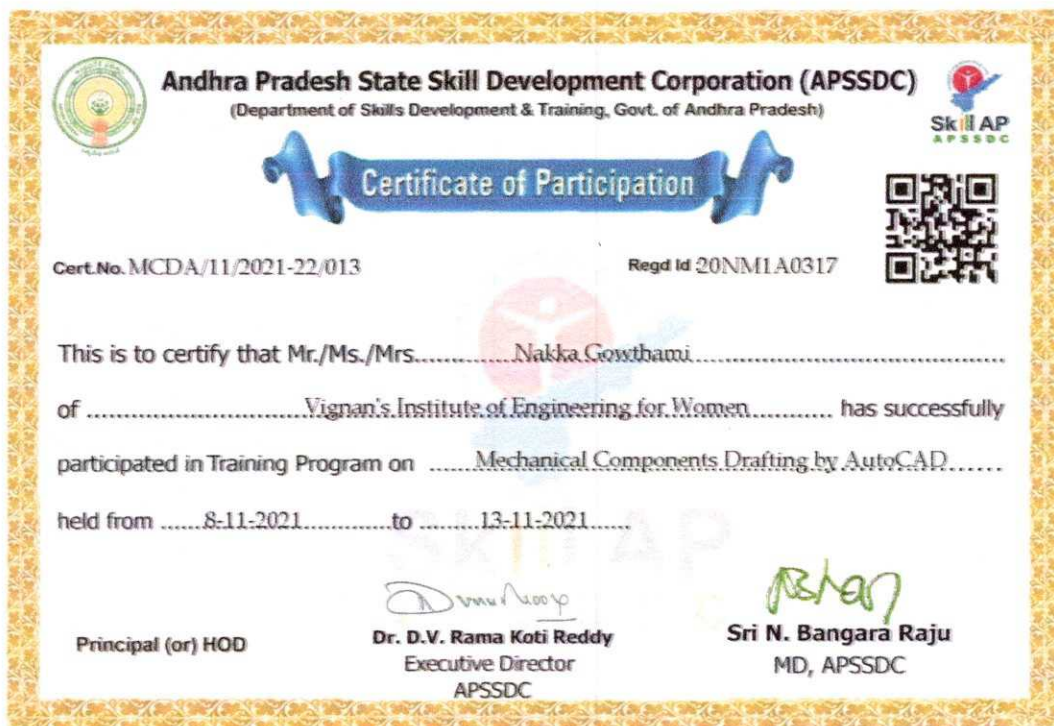 Andhra Pradesh State Skill Development Corporation (APSSDC)
(Department of Skills Development & Training, Govt. of Andhra Pradesh)
Skill AP
APSSDC
Certificate of Participation
Cert.No. MCDA/11/2021-22/013 Regd Id 20NM1A0317
This is to certify that Mr./Ms./Mrs. Nakka Gowthami
of Vignan's Institute of Engineering for Women has successfully
participated in Training Program on Mechanical Components Drafting by AutoCAD
held from 8-11-2021 to 13-11-2021
Skill AP
Principal (or) HOD
Dr. D.V. Rama Koti Reddy
Executive Director
APSSDC
Sri N. Bangara Raju
MD, APSSDC